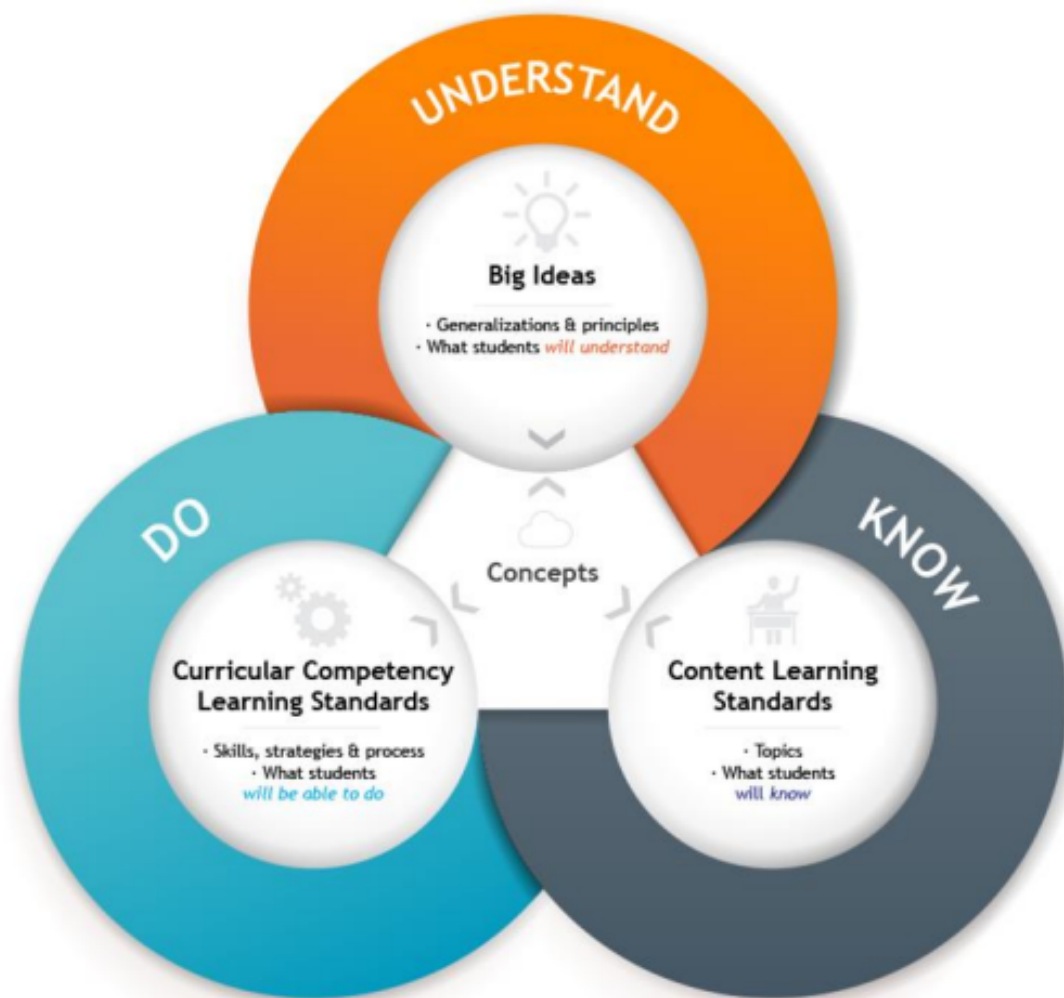 UNDERSTAND
Big Ideas
· Generalizations & principles
· What students will understand
DO
KNOW
Concepts
Curricular Competency
Learning Standards
· Skills, strategies & process
· What students
will be able to do
Content Learning
Standards
· Topics
· What students
will know